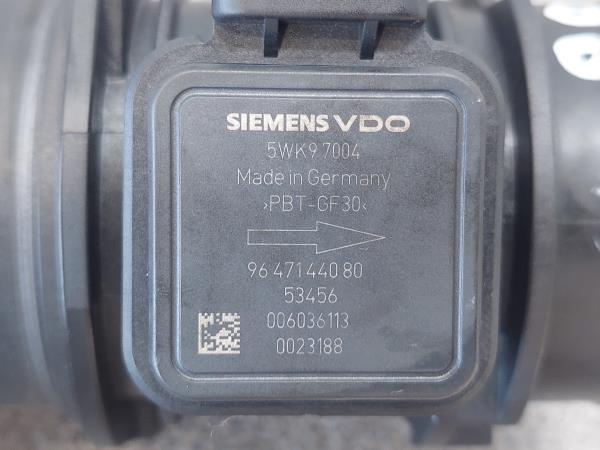 SIEMENS VDO
5WK9 7004
Made in Germany
›PBT-GF30‹
96 471 440 80
53456
006036113
0023188